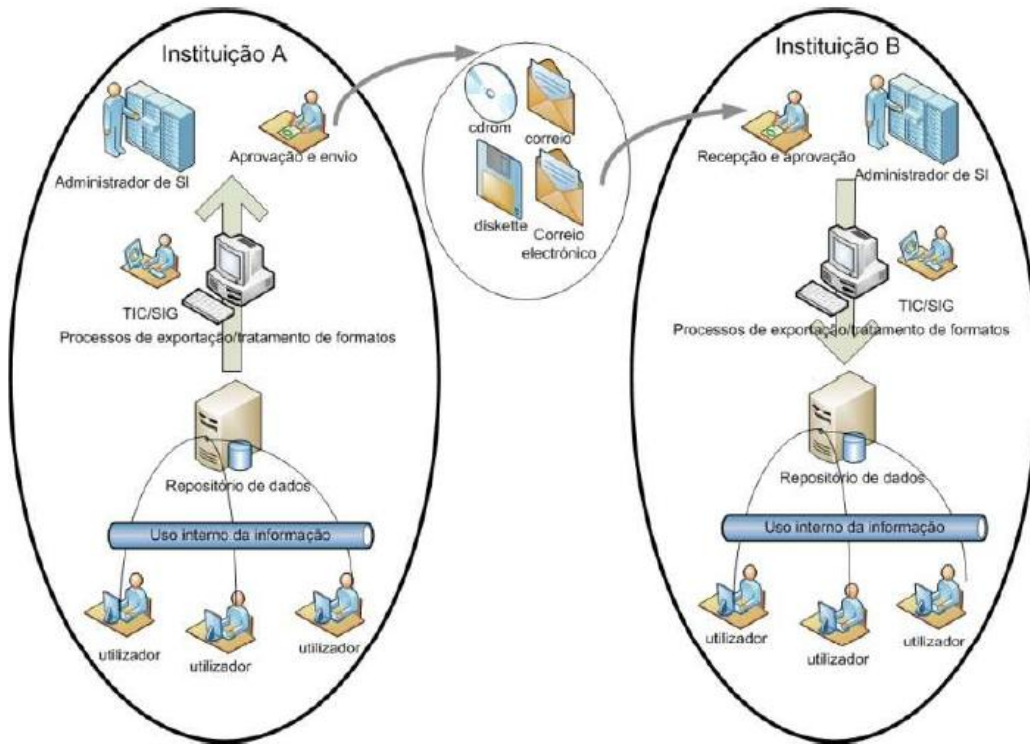 Instituição A
Administrador de SI
Aprovação e envio
TIC/SIG
Processos de exportação/tratamento de formatos
Repositório de dados
Uso interno da informação
utilizador
utilizador
utilizador
cdrom
correio
diskette
Correio
electrónico
Instituição B
Recepção e aprovação
Administrador de SI
TIC/SIG
Processos de exportação/tratamento de formatos
Repositório de dados
Uso interno da informação
utilizador
utilizador
utilizador